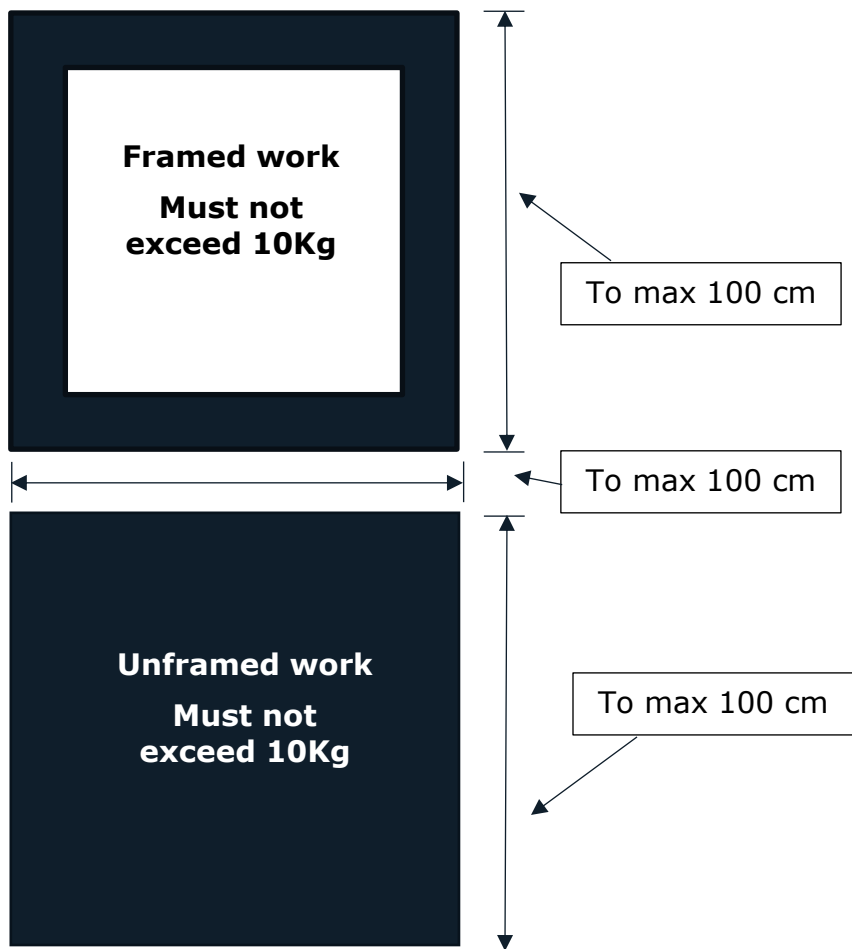 Framed work
Must not
exceed 10Kg
To max 100 cm
To max 100 cm
Unframed work
Must not
exceed 10Kg
To max 100 cm